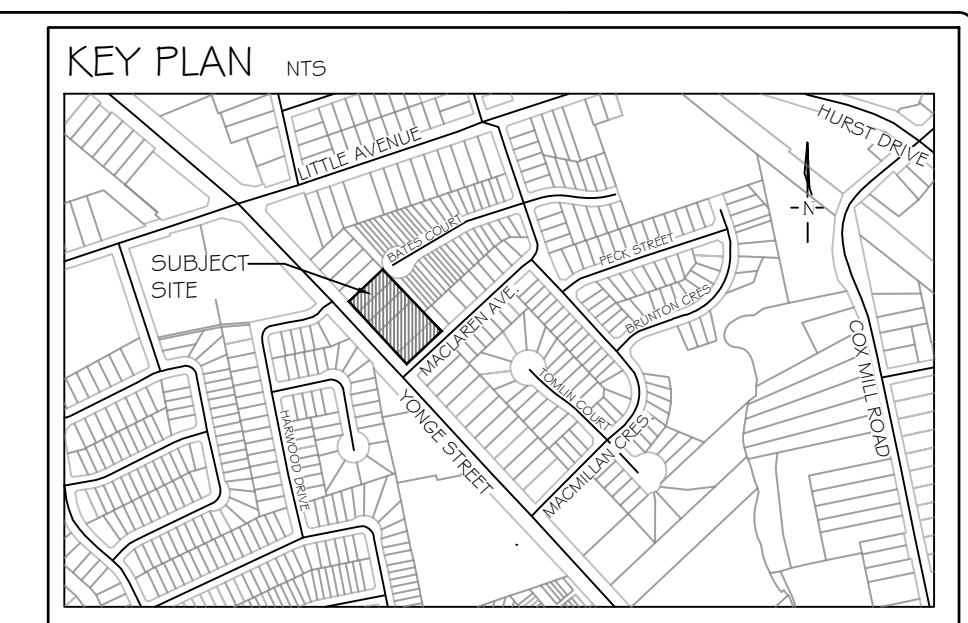 KEY PLAN NTS
HURST DRIVE
LITTLE AVENUE
N
BATES COURT
PECK STREET
SUBJECT
SITE
BRUNTON CRES
MACLAREN AVE.
COX MILL ROAD
TOMLIN COURT
YONGE STREET
HARWOOD DRIVE
MACMILLAN CRES.